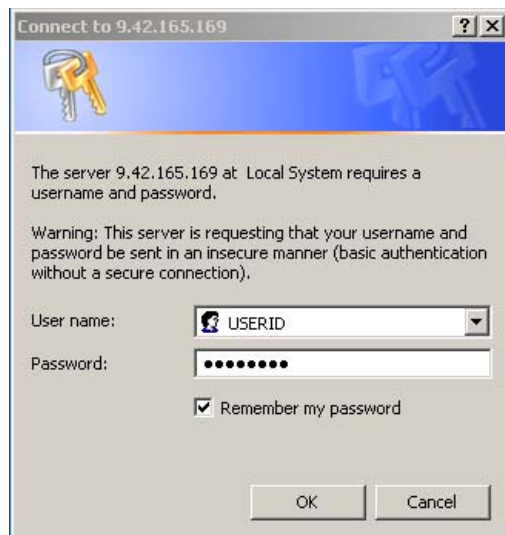 Connect to 9.42.165.169
The server 9.42.165.169 at Local System requires a
username and password.
Warning: This server is requesting that your username and
password be sent in an insecure manner (basic authentication
without a secure connection).
User name:
USERID
Password:
••••••••
Remember my password
OK
Cancel